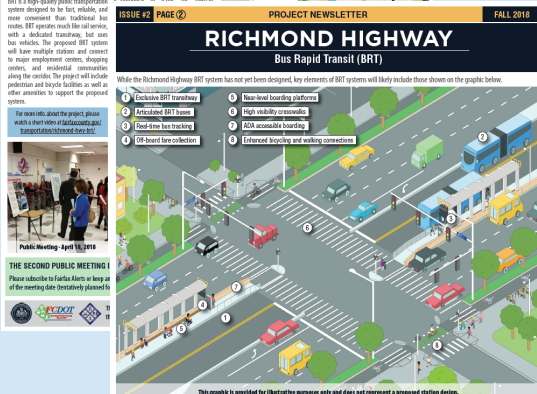 BRT is a high-quality public transportation
system designed to be fast, reliable, and
more convenient than traditional bus
routes. BRT operates much like rail service,
with a dedicated transitway, but uses
bus vehicles. The proposed BRT system
will have multiple stations and connect
to major employment centers, shopping
centers, and residential communities
along the corridor. The project will include
pedestrian and bicycle facilities as well as
other amenities to support the proposed
system.
For more info. about the project, please
watch a short video at fairfaxcounty.gov/
transportation/richmond-hwy-brt/
Public Meeting - April 18, 2018
THE SECOND PUBLIC MEETING
Please subscribe to Fairfax Alerts or keep
of the meeting date (tentatively planned
FCDOT
ISSUE #2 PAGE 2 PROJECT NEWSLETTER FALL 2018
RICHMOND HIGHWAY
Bus Rapid Transit (BRT)
While the Richmond Highway BRT system has not yet been designed, key elements of BRT systems will likely include those shown on the graphic below.
1 Exclusive BRT transitway
2 Articulated BRT buses
3 Real-time bus tracking
4 Off-board fare collection
5 Near-level boarding platforms
6 High visibility crosswalks
7 ADA accessible boarding
8 Enhanced bicycling and walking connections
2
3
6
7
4
1
5
8
This graphic is provided for illustrative purposes only and does not represent a proposed station design.